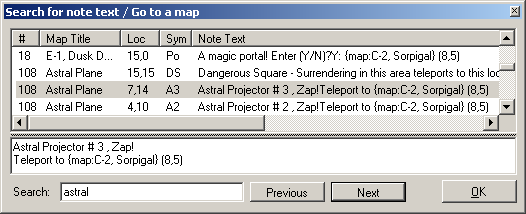 Search for note text / Go to a map
# Map Title Loc Sym Note Text
18 E-1, Dusk D... 15,0 Po A magic portal! Enter (Y/N)?Y: {map:C-2, Sorpigal} (8,5)
108 Astral Plane 15,15 DS Dangerous Square - Surrendering in this area teleports to this loc
108 Astral Plane 7,14 A3 Astral Projector # 3 , Zap!Teleport to {map:C-2, Sorpigal} (8,5)
108 Astral Plane 4,10 A2 Astral Projector # 2 , Zap!Teleport to {map:C-2, Sorpigal} (8,5)
Astral Projector # 3 , Zap!
Teleport to {map:C-2, Sorpigal} (8,5)
Search: astral Previous Next OK